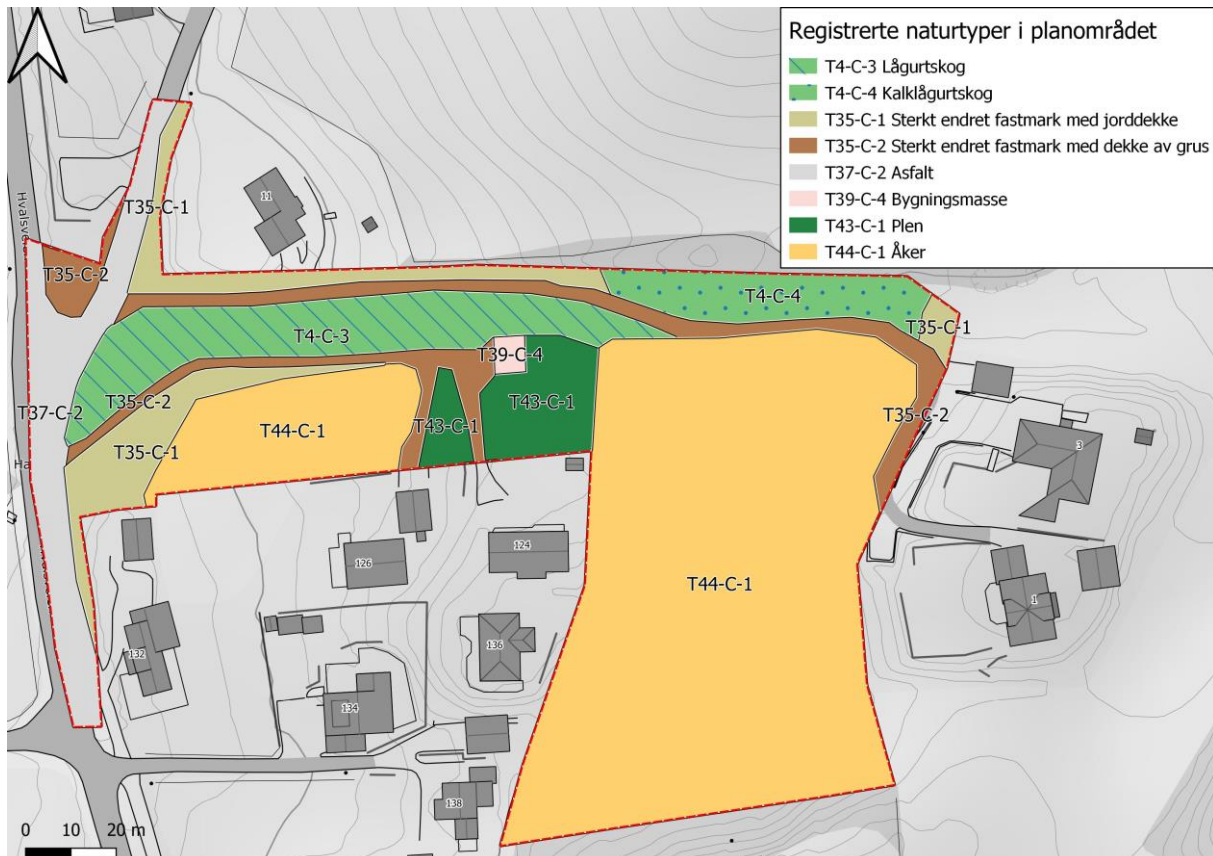 Registrerte naturtyper i planområdet
T4-C-3 Lågurtskog
T4-C-4 Kalklågurtskog
T35-C-1 Sterkt endret fastmark med jorddekke
T35-C-2 Sterkt endret fastmark med dekke av grus
T37-C-2 Asfalt
T39-C-4 Bygningsmasse
T43-C-1 Plen
T44-C-1 Åker
Hvalsve
T35-C-1
11
T35-C-2
T4-C-4
T4-C-3
T35-C-1
T39-C-4
T35-C-2
T43-C-1
T37-C-2
T43-C-1
T35-C-2
T44-C-1
T35-C-1
3
Ha
124
126
T44-C-1
1
136
132
134
138
0 10 20 m